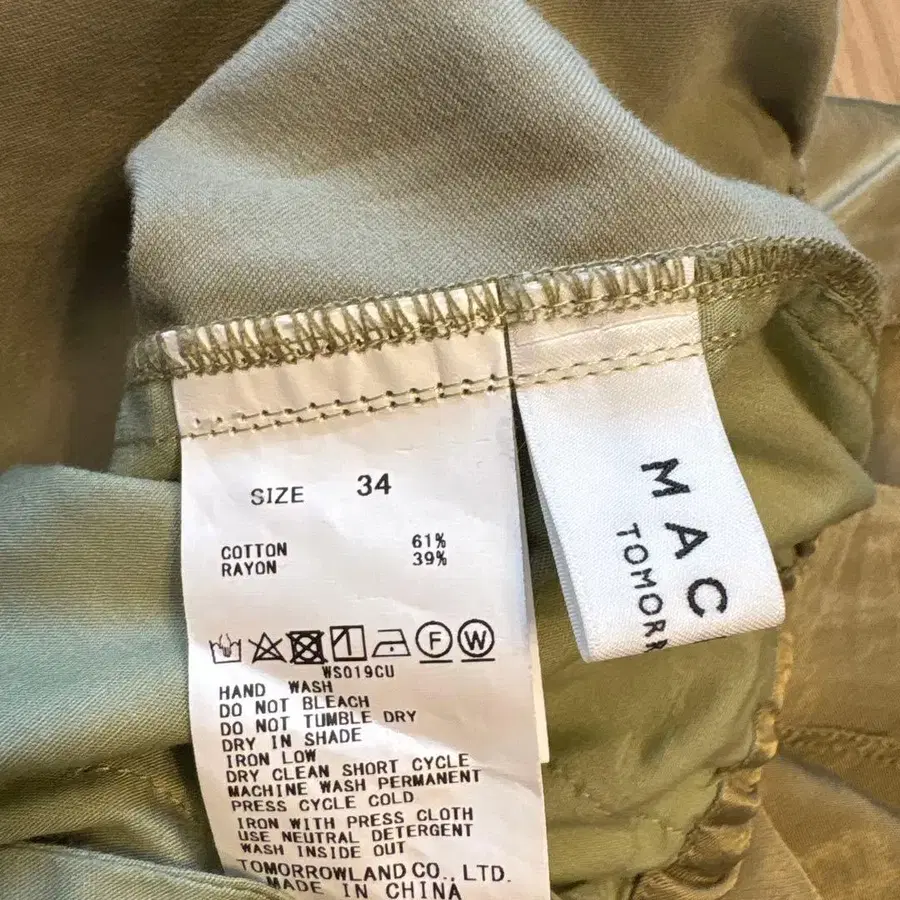 SIZE 34
COTTON 61%
RAYON 39%
F W
WS019CU
HAND WASH
DO NOT BLEACH
DO NOT TUMBLE DRY
DRY IN SHADE
IRON LOW
DRY CLEAN SHORT CYCLE
MACHINE WASH PERMANENT
PRESS CYCLE COLD
IRON WITH PRESS CLOTH
USE NEUTRAL DETERGENT
WASH INSIDE OUT
TOMORROWLAND CO., LTD.
MADE IN CHINA
MAC
TOMOR